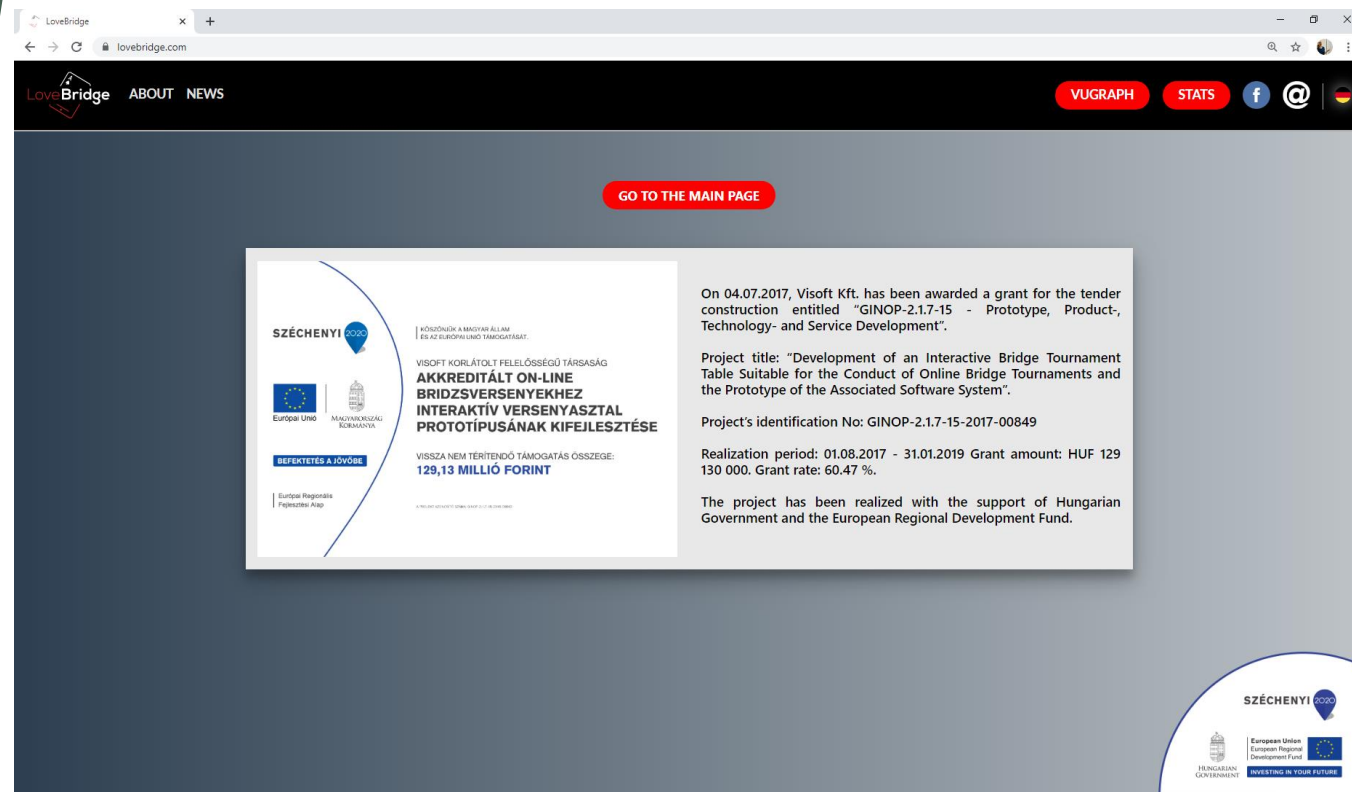 LoveBridge
lovebridge.com
LoveBridge ABOUT NEWS
VUGRAPH STATS
GO TO THE MAIN PAGE
SZÉCHENYI 2020
KÖSZÖNJÜK A MAGYAR ÁLLAM
ÉS AZ EURÓPAI UNIÓ TÁMOGATÁSÁT.
VISOFT KORLÁTOLT FELELŐSSÉGŰ TÁRSASÁG
AKKREDITÁLT ON-LINE
BRIDZSVERSENYEKHEZ
INTERAKTÍV VERSENYASZTAL
PROTOTÍPUSÁNAK KIFEJLESZTÉSE
Európai Unió
MAGYARORSZÁG
KORMÁNYA
BEFEKTETÉS A JÖVŐBE
VISSZA NEM TÉRÍTENDŐ TÁMOGATÁS ÖSSZEGE:
129,13 MILLIÓ FORINT
Európai Regionális
Fejlesztési Alap
On 04.07.2017, Visoft Kft. has been awarded a grant for the tender
construction entitled “GINOP-2.1.7-15 - Prototype, Product-,
Technology- and Service Development”.
Project title: “Development of an Interactive Bridge Tournament
Table Suitable for the Conduct of Online Bridge Tournaments and
the Prototype of the Associated Software System”.
Project’s identification No: GINOP-2.1.7-15-2017-00849
Realization period: 01.08.2017 - 31.01.2019 Grant amount: HUF 129
130 000. Grant rate: 60.47 %.
The project has been realized with the support of Hungarian
Government and the European Regional Development Fund.
SZÉCHENYI 2020
HUNGARIAN
GOVERNMENT
European Union
European Regional
Development Fund
INVESTING IN YOUR FUTURE